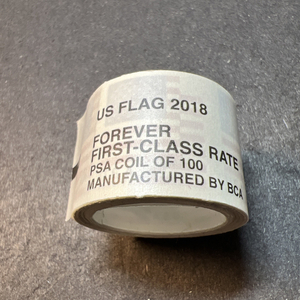 US FLAG 2018
FOREVER
FIRST-CLASS RATE
PSA COIL OF 100
MANUFACTURED BY BCA